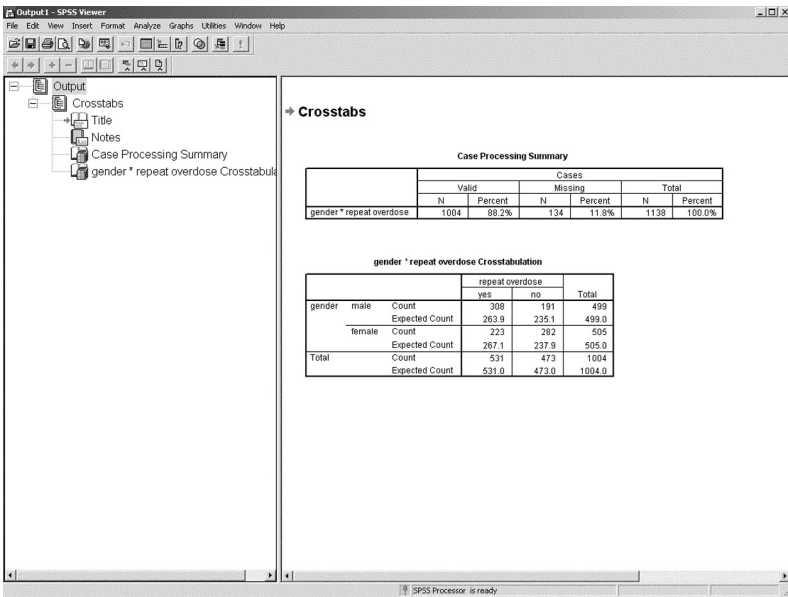 Output1 - SPSS Viewer
File Edit View Insert Format Analyze Graphs Utilities Window Help
Output
Crosstabs
Title
Notes
Case Processing Summary
gender * repeat overdose Crosstabula
Crosstabs
Case Processing Summary
Cases
Valid Missing Total
N Percent N Percent N Percent
gender * repeat overdose 1004 88.2% 134 11.8% 1138 100.0%
gender * repeat overdose Crosstabulation
repeat overdose
yes no Total
gender male Count 308 191 499
Expected Count 263.9 235.1 499.0
female Count 223 282 505
Expected Count 267.1 237.9 505.0
Total Count 531 473 1004
Expected Count 531.0 473.0 1004.0
SPSS Processor is ready